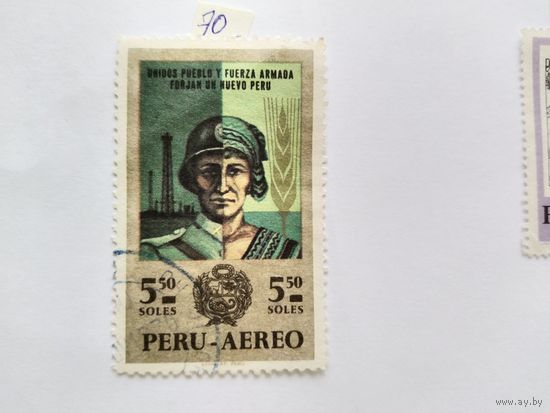 70
UNIDOS PUEBLO Y FUERZA ARMADA
FORJAN UN NUEVO PERU
5 50 5 50
SOLES SOLES
PERU-AEREO
www.ay.by